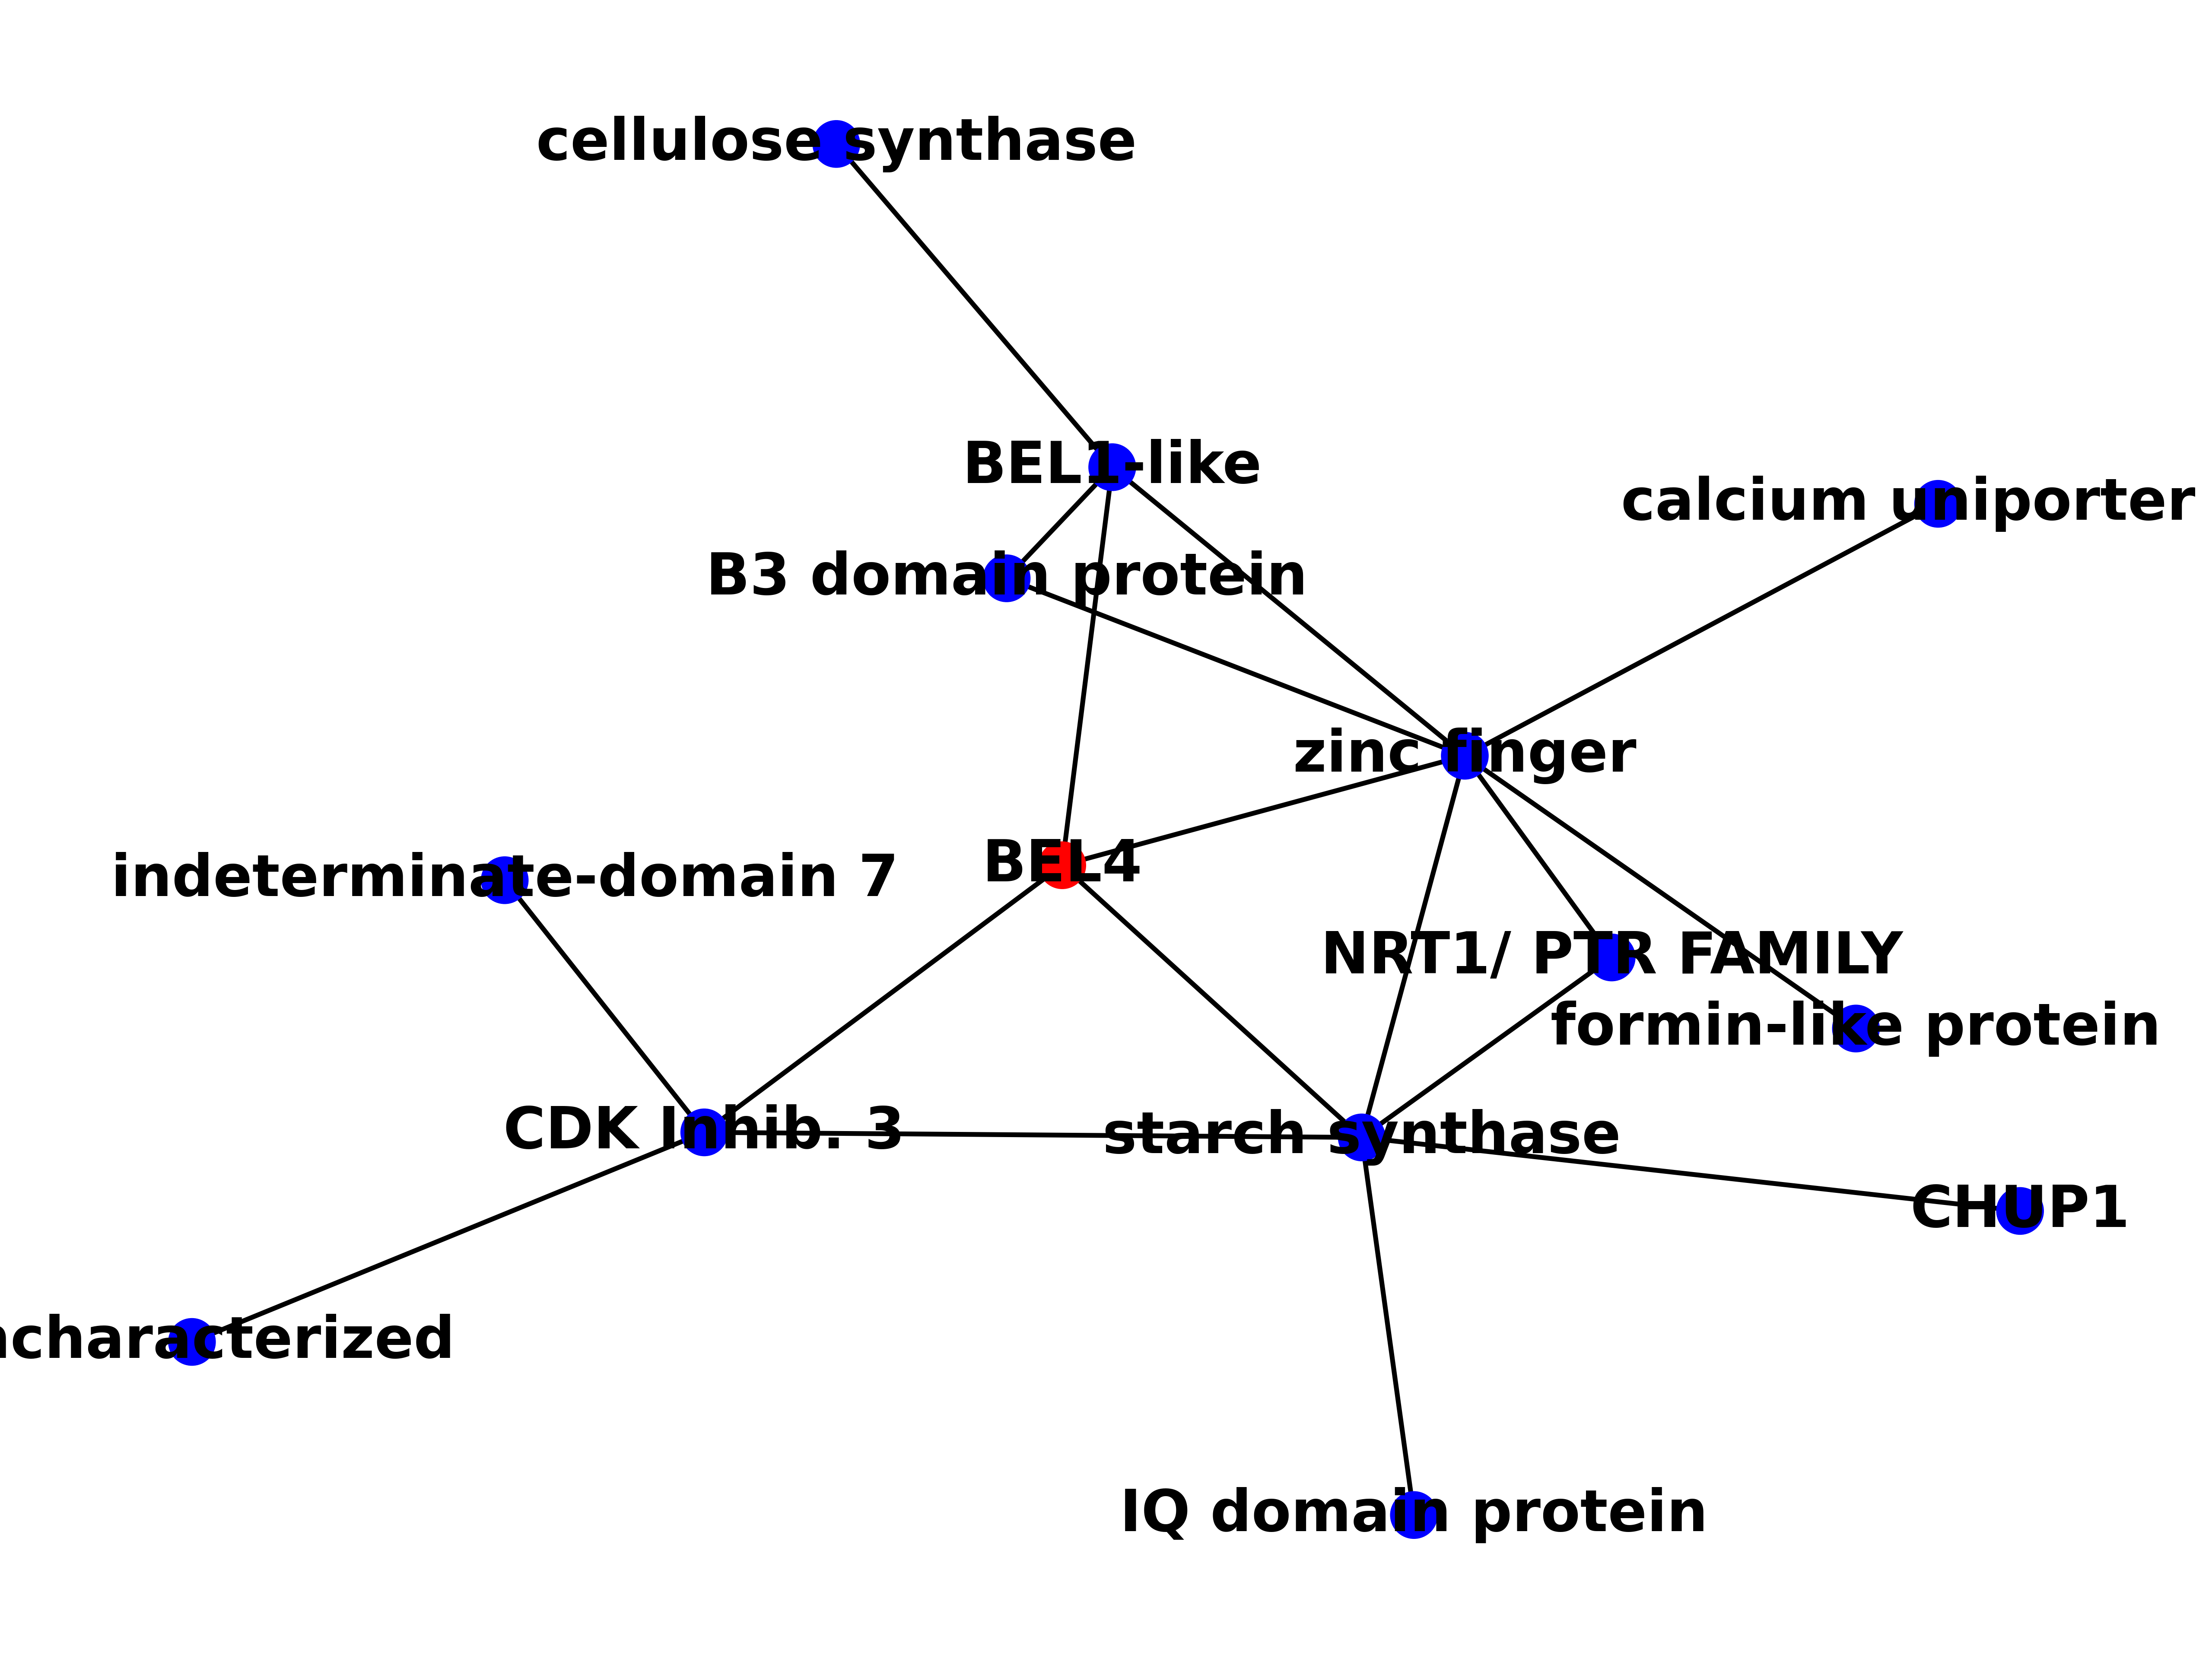 cellulose synthase
BEL1-like
calcium uniporter
B3 domain protein
zinc finger
BEL4
indeterminate-domain 7
NRT1/ PTR FAMILY
formin-like protein
CDK Inhib. 3
starch synthase
CHUP1
ncharacterized
IQ domain protein